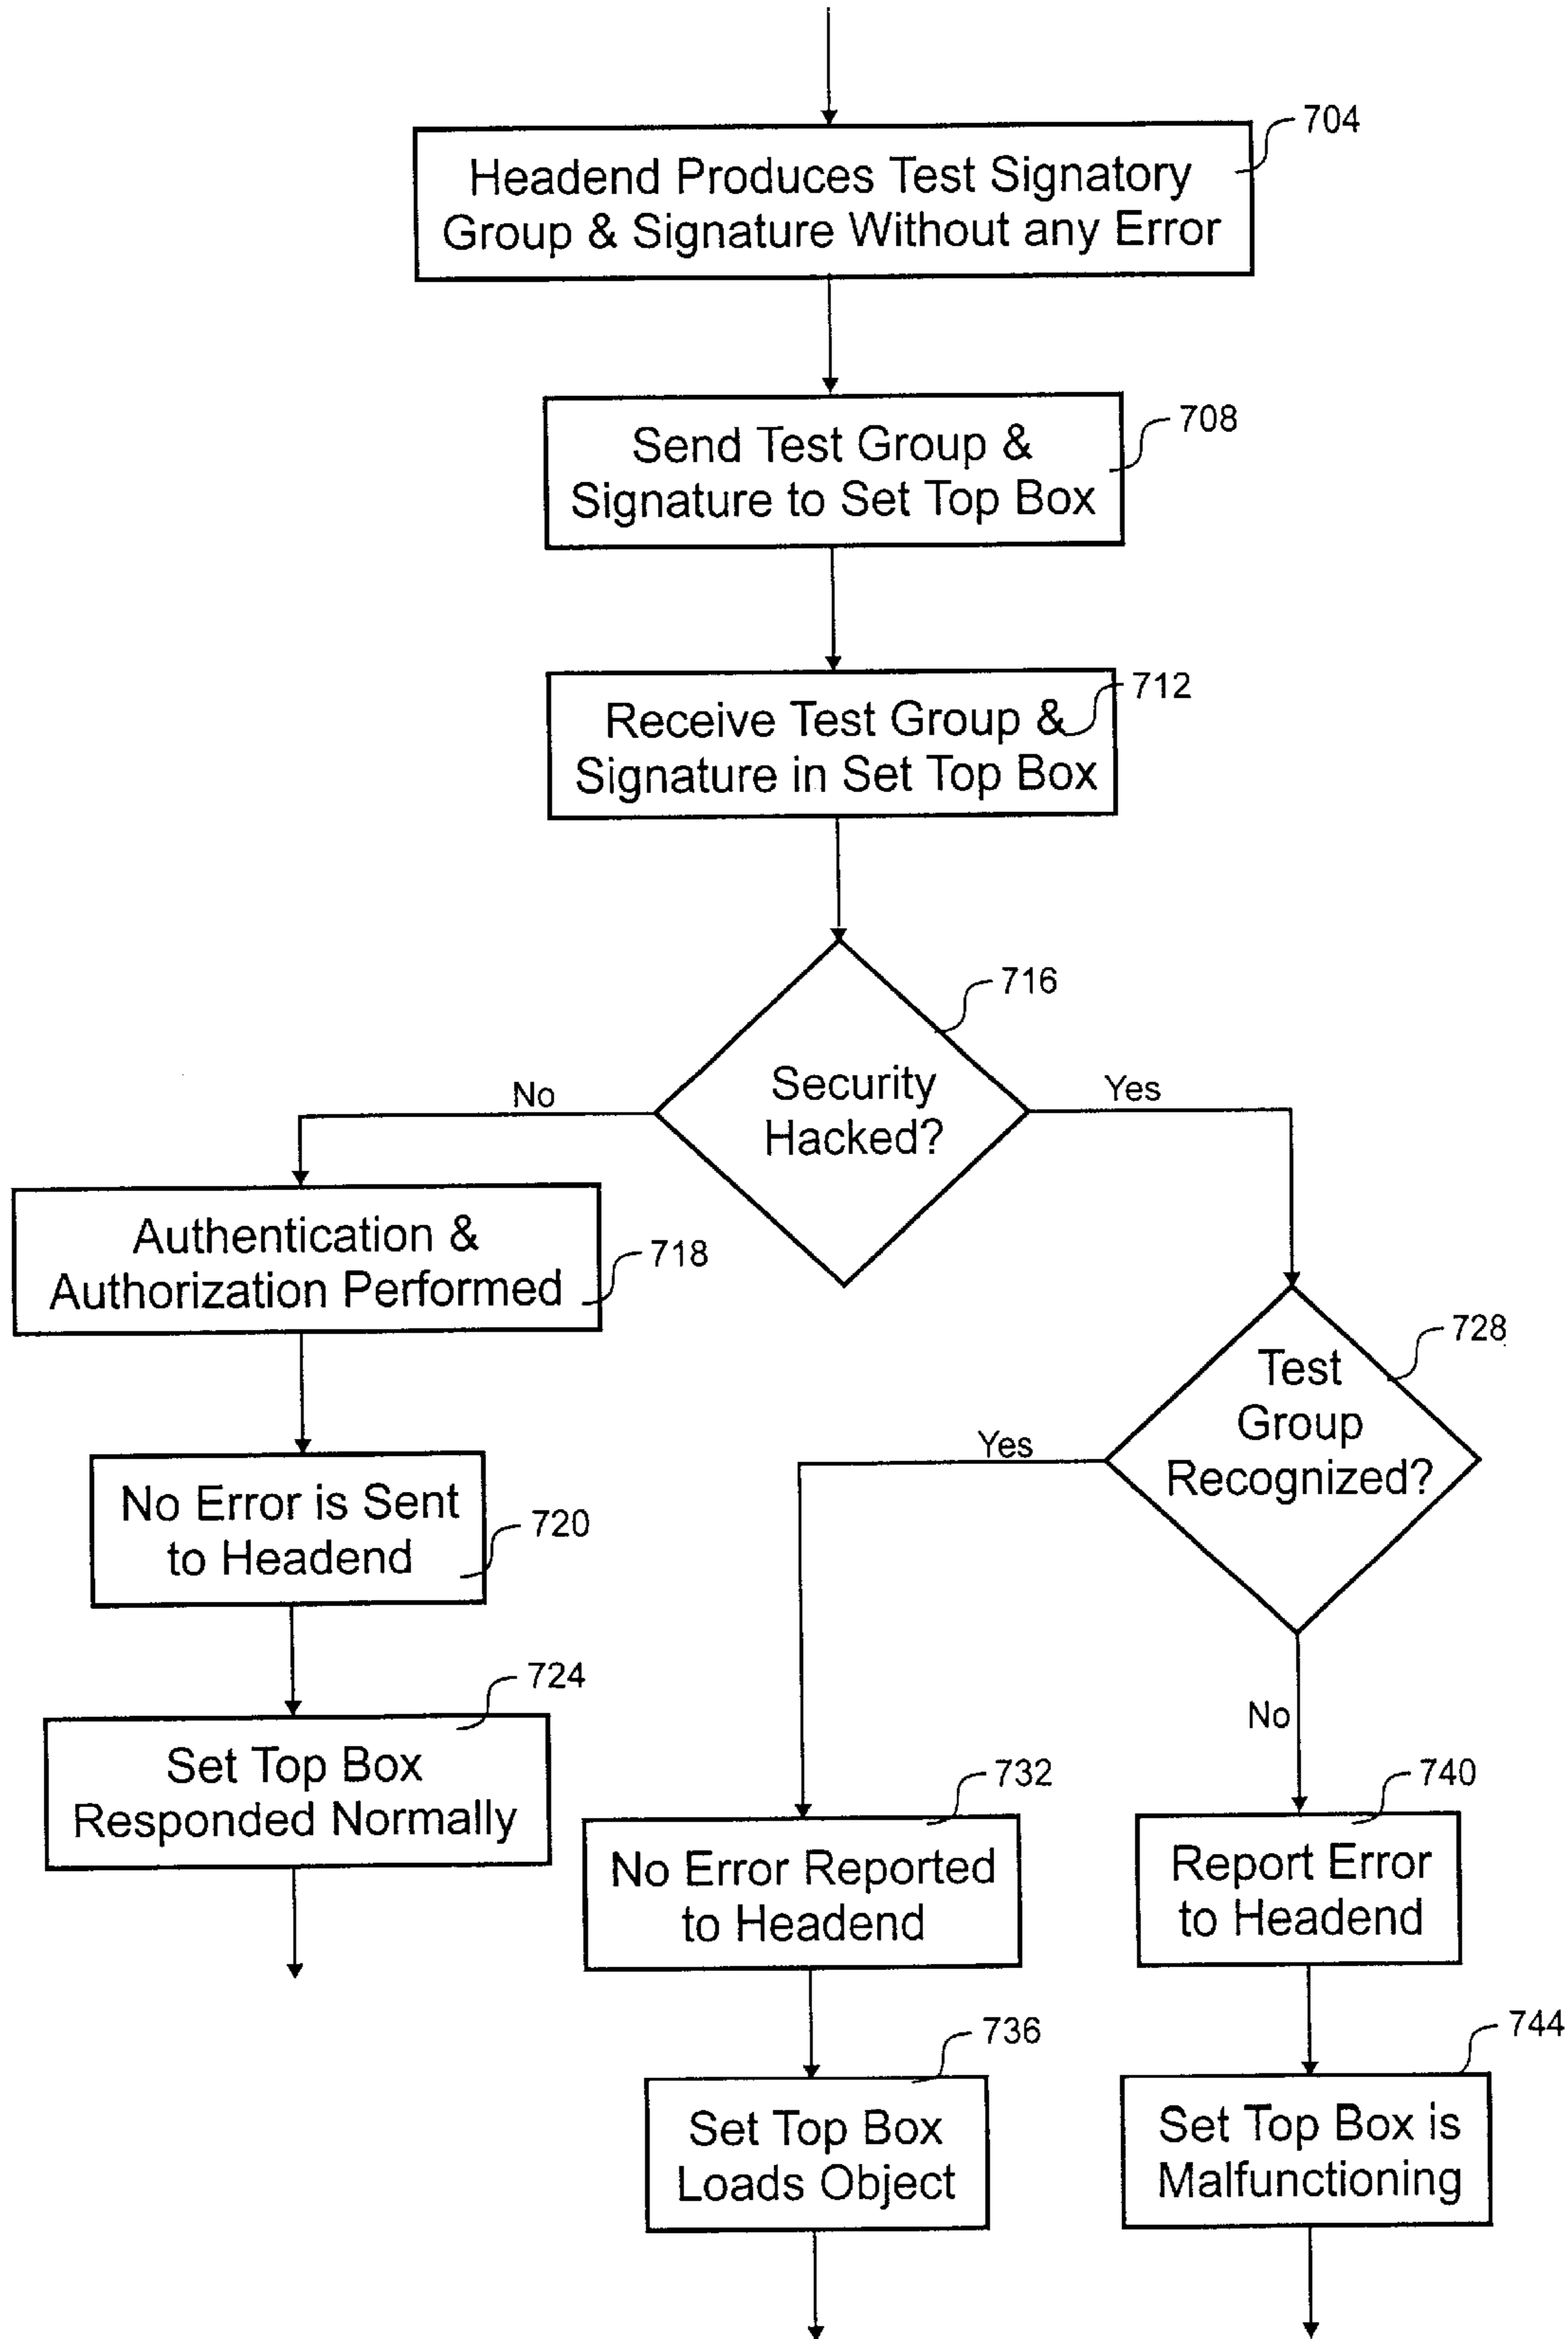 704
Headend Produces Test Signatory
Group & Signature Without any Error
708
Send Test Group &
Signature to Set Top Box
712
Receive Test Group &
Signature in Set Top Box
716
Security
Hacked?
No
Yes
Authentication &
Authorization Performed
718
728
Test
Group
Recognized?
Yes
No
No Error is Sent
to Headend
720
724
Set Top Box
Responded Normally
732
No Error Reported
to Headend
740
Report Error
to Headend
736
Set Top Box
Loads Object
744
Set Top Box is
Malfunctioning